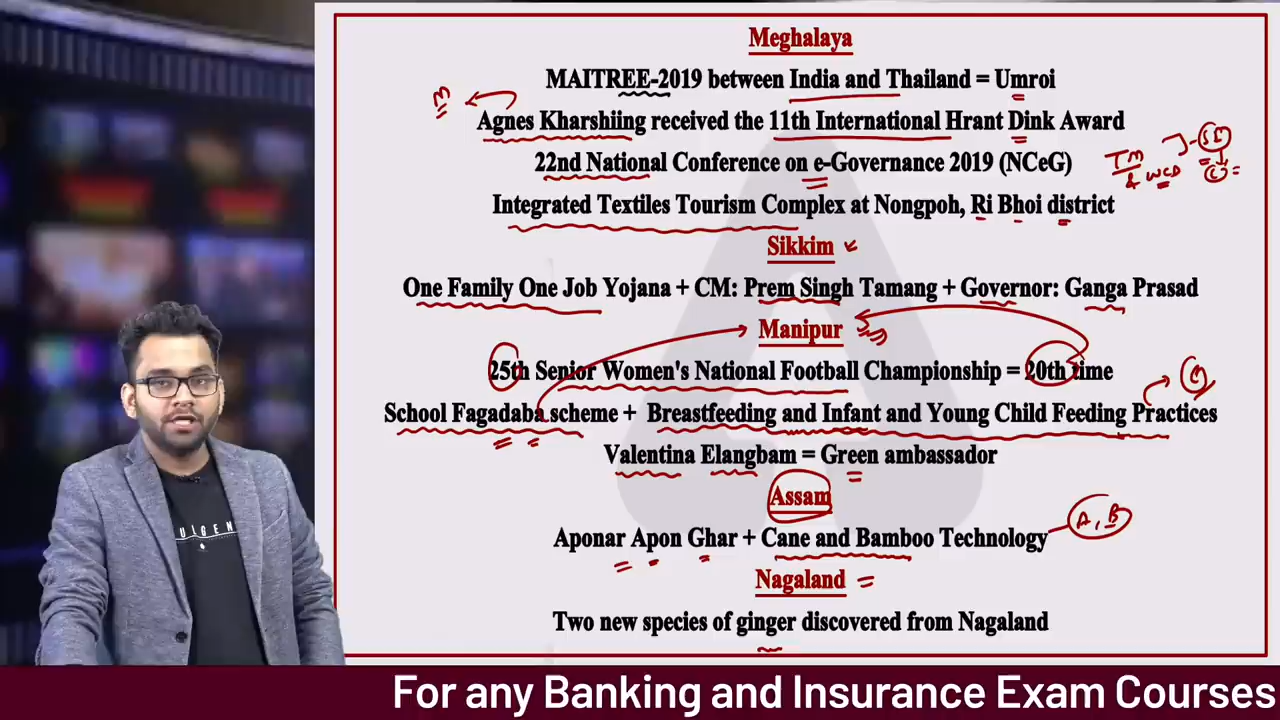 Meghalaya
MAITREE-2019 between India and Thailand = Umroi
M
Agnes Kharshiing received the 11th International Hrant Dink Award
22nd National Conference on e-Governance 2019 (NCeG)
TM
& WCD
Integrated Textiles Tourism Complex at Nongpoh, Ri Bhoi district
Sikkim
One Family One Job Yojana + CM: Prem Singh Tamang + Governor: Ganga Prasad
Manipur
25th Senior Women's National Football Championship = 20th time
School Fagadaba scheme + Breastfeeding and Infant and Young Child Feeding Practices
Valentina Elangbam = Green ambassador
Assam
A, B
Aponar Apon Ghar + Cane and Bamboo Technology
Nagaland =
Two new species of ginger discovered from Nagaland
ULGEN
For any Banking and Insurance Exam Courses